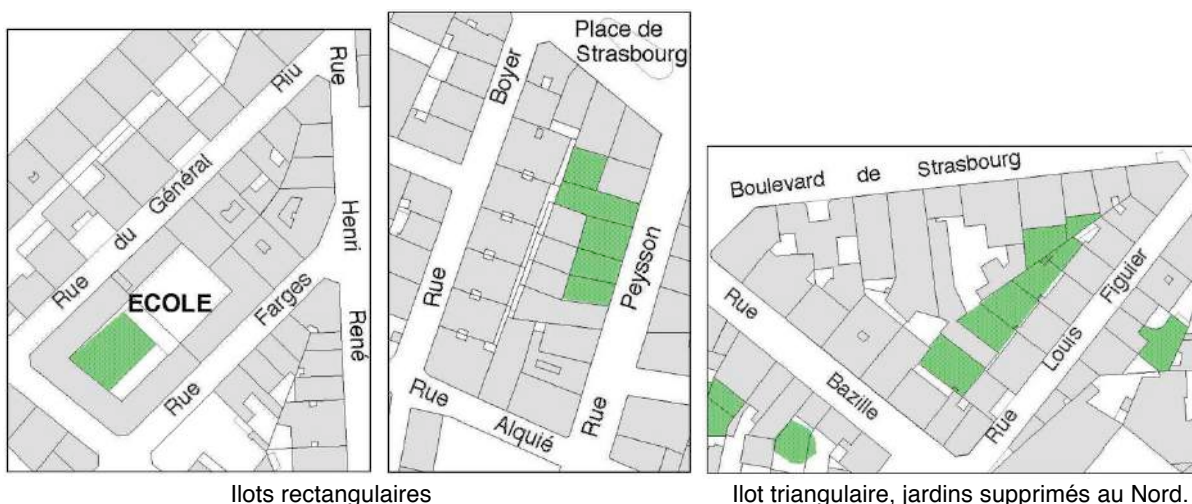 Rue
du
Général
Riu
Rue
Henri
René
ECOLE
Rue
Farges
Place de
Strasbourg
Boyer
Rue
Peysson
Rue
Rue
Alquié
Boulevard de Strasbourg
Rue
Bazille
Rue
Louis
Figuier
Ilots rectangulaires
Ilot triangulaire, jardins supprimés au Nord.